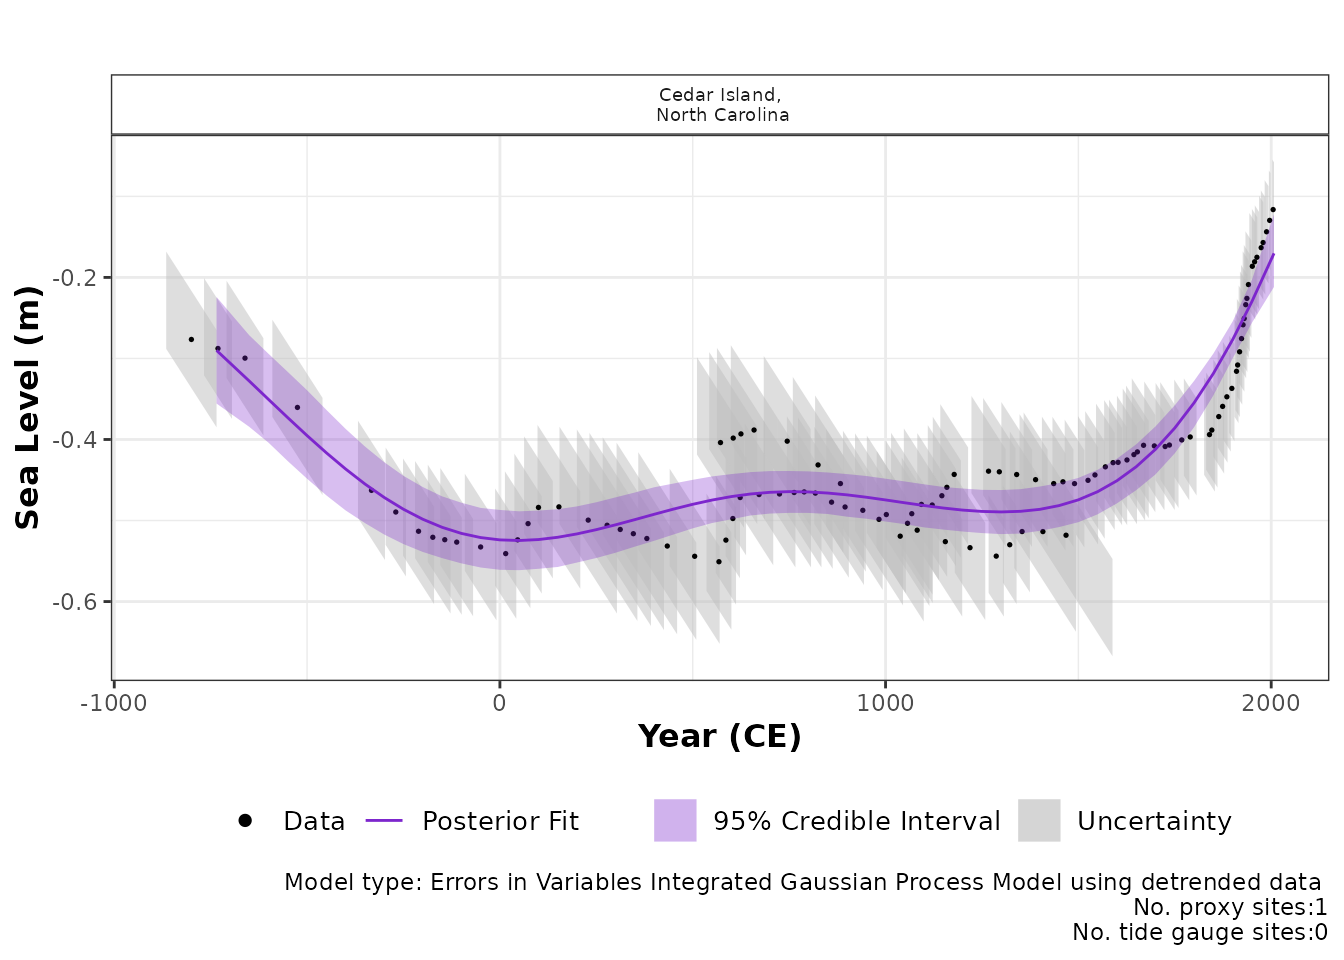 Cedar Island,
North Carolina
Sea Level (m)
-0.2
-0.4
-0.6
-1000 0 1000 2000
Year (CE)
Data Posterior Fit 95% Credible Interval Uncertainty
Model type: Errors in Variables Integrated Gaussian Process Model using detrended data
No. proxy sites:1
No. tide gauge sites:0